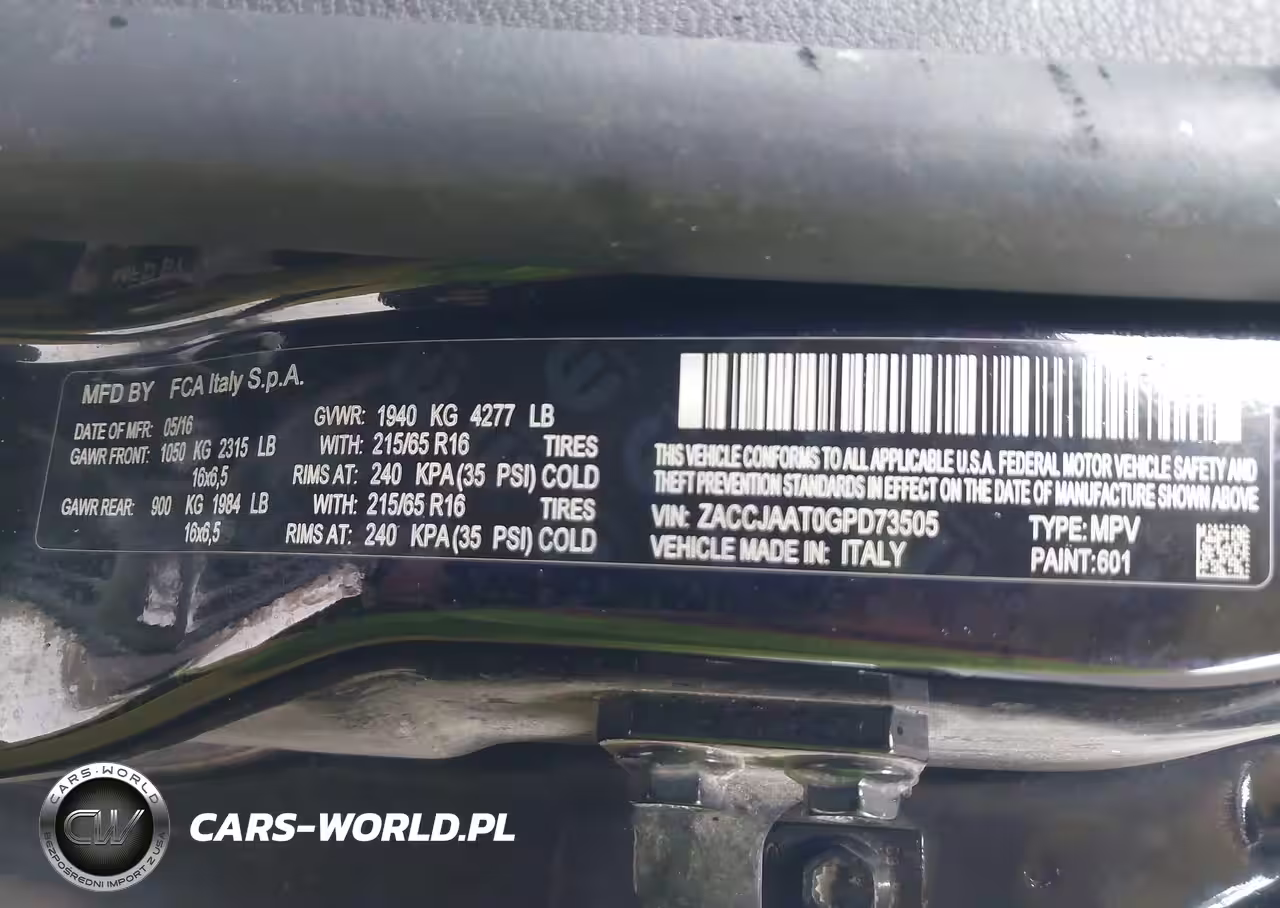 MFD BY FCA Italy S.p.A.
DATE OF MFR: 05/16 GVWR: 1940 KG 4277 LB
GAWR FRONT: 1050 KG 2315 LB WITH: 215/65 R16 TIRES
16x6,5 RIMS AT: 240 KPA(35 PSI) COLD
GAWR REAR: 900 KG 1984 LB WITH: 215/65 R16 TIRES
16x6,5 RIMS AT: 240 KPA(35 PSI) COLD
THIS VEHICLE CONFORMS TO ALL APPLICABLE U.S.A. FEDERAL MOTOR VEHICLE SAFETY AND
THEFT PREVENTION STANDARDS IN EFFECT ON THE DATE OF MANUFACTURE SHOWN ABOVE
VIN: ZACCJAAT0GPD73505 TYPE: MPV
VEHICLE MADE IN: ITALY PAINT: 601
CARS-WORLD
CW
BEZPOŚREDNI IMPORT Z USA
CARS-WORLD.PL